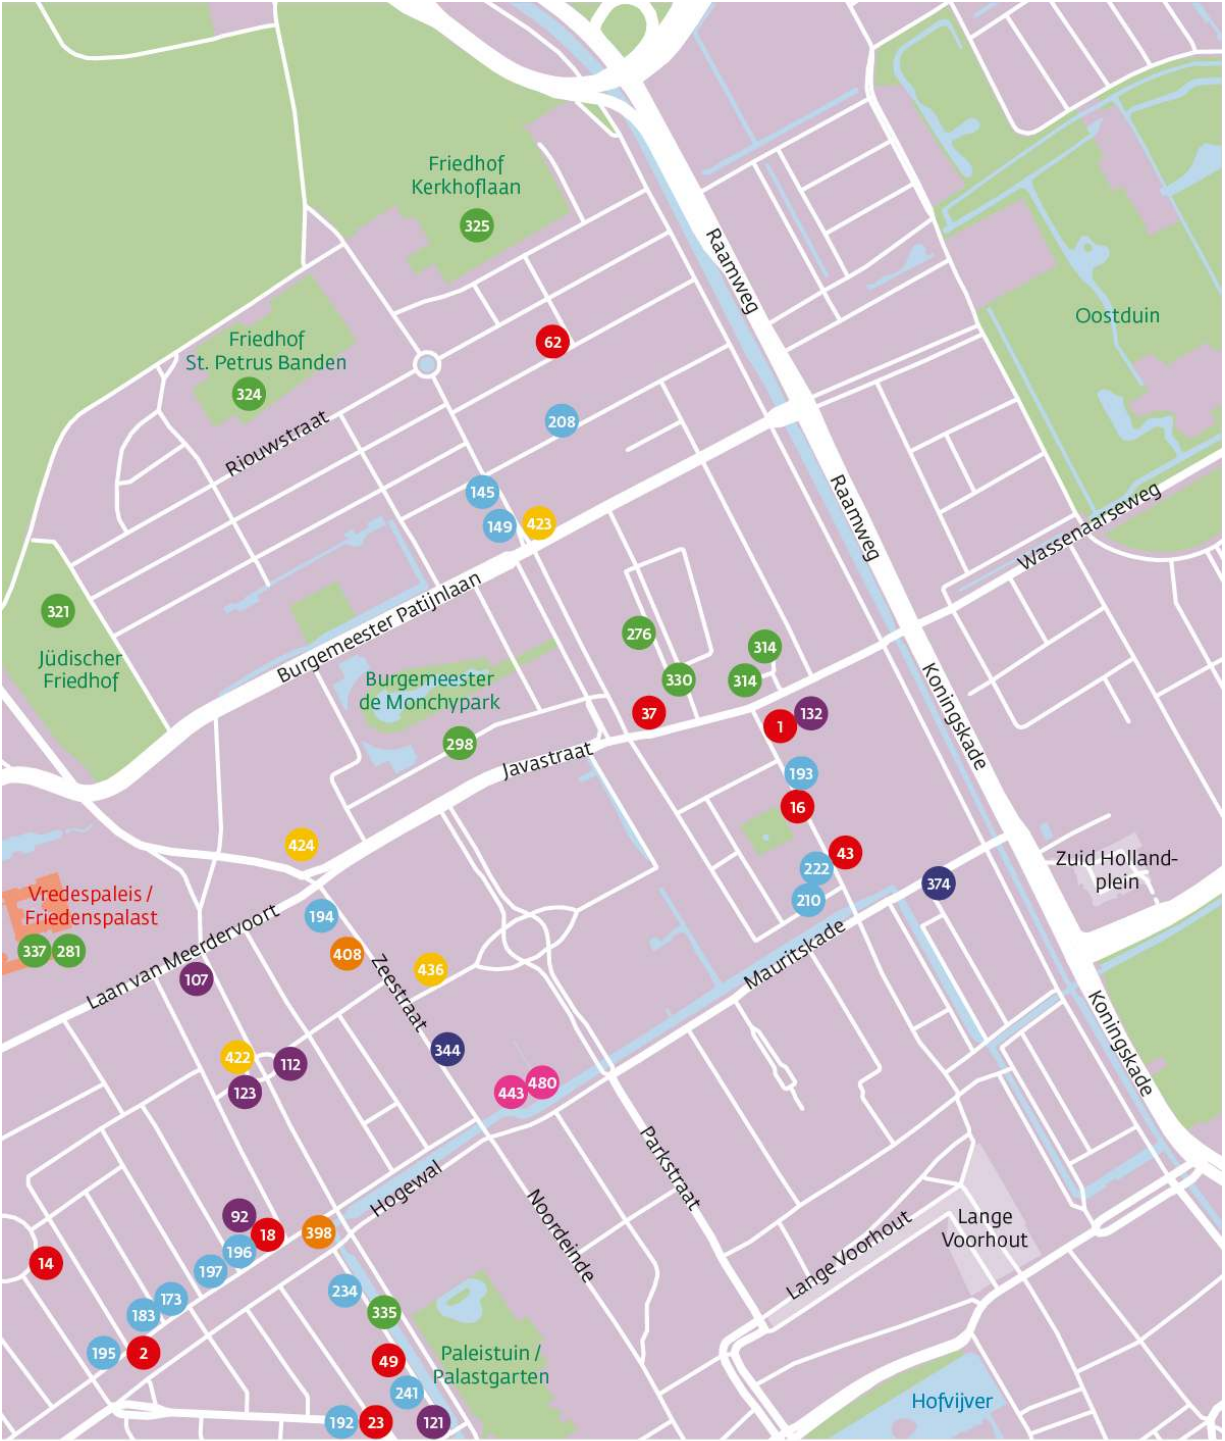 Friedhof
Kerkhoflaan
325
Raamweg
Oostduin
62
Friedhof
St. Petrus Banden
324
Riouwstraat
208
145
149
423
Raamweg
Wassenaarseweg
321
Jüdischer
Friedhof
Burgemeester Patijnlaan
276
314
330
314
Burgemeester
de Monchypark
298
37
1
132
Koningskade
Javastraat
193
16
424
43
222
210
374
Zuid Holland-
plein
Vredespaleis /
Friedenspalast
337
281
194
408
436
Laan van Meerdervoort
107
Zeestraat
Mauritskade
344
422
112
123
443
480
Koningskade
Hogewal
Parkstraat
Noordeinde
92
18
398
196
197
14
173
183
195
2
234
335
Lange Voorhout
Lange
Voorhout
49
Paleistuin /
Palastgarten
241
192
23
121
Hofvijver